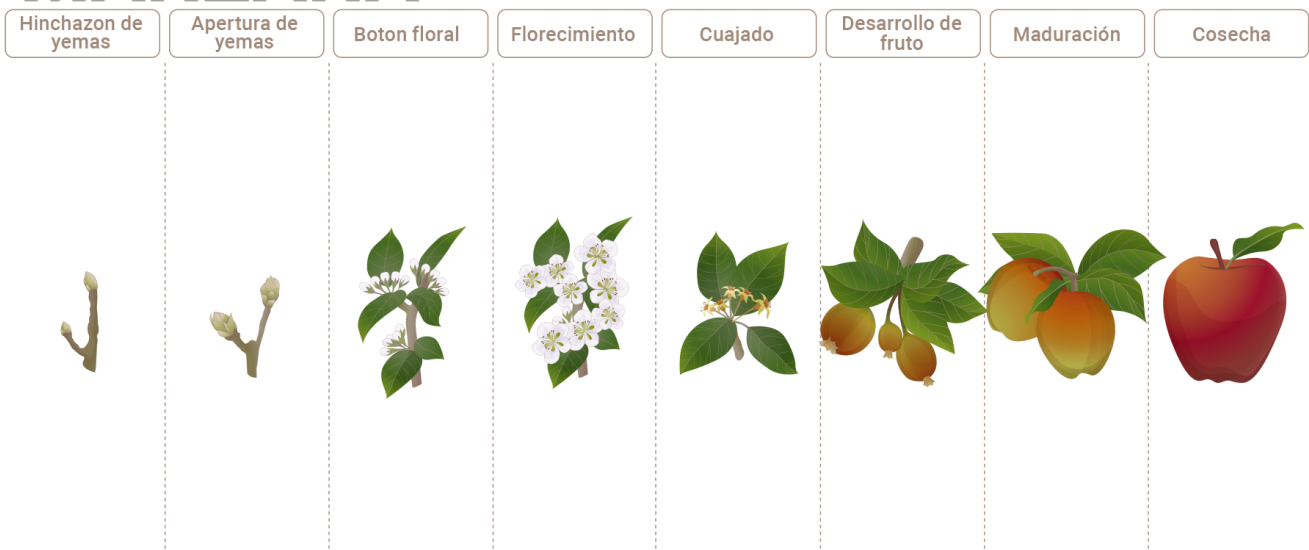 Hinchazon de
yemas
Apertura de
yemas
Boton floral
Florecimiento
Cuajado
Desarrollo de
fruto
Maduración
Cosecha